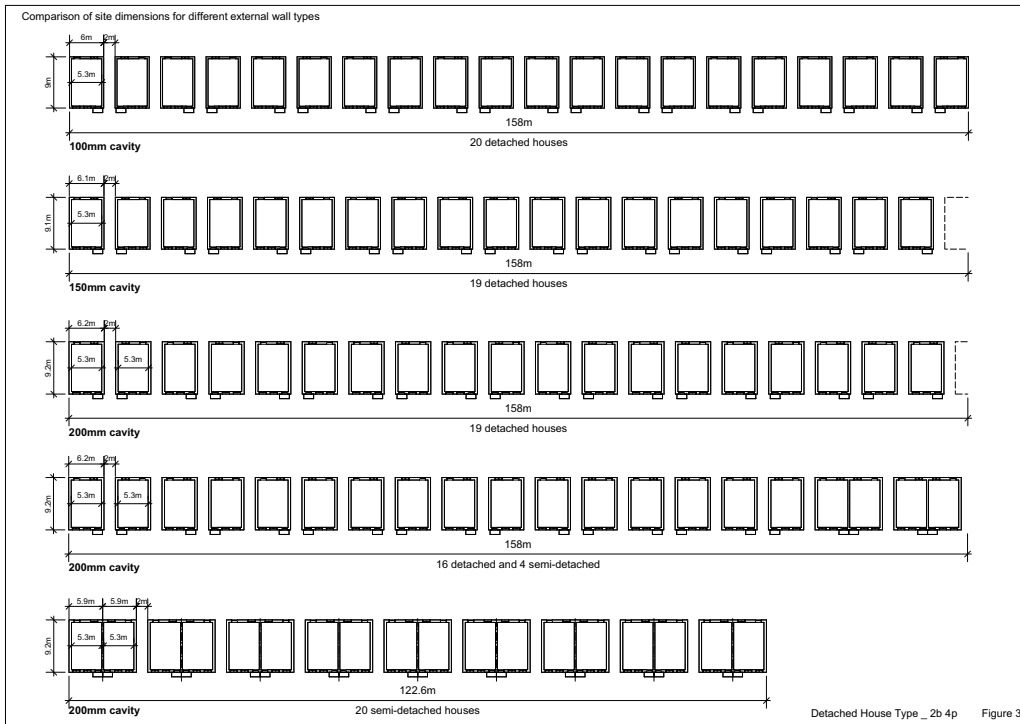 Comparison of site dimensions for different external wall types
6m 2m
9m
5.3m
158m
20 detached houses
100mm cavity
6.1m 2m
9.1m
5.3m
158m
19 detached houses
150mm cavity
6.2m 2m
9.2m
5.3m 5.3m
158m
19 detached houses
200mm cavity
6.2m 2m
9.2m
5.3m 5.3m
158m
16 detached and 4 semi-detached
200mm cavity
5.9m 5.9m 2m
9.2m
5.3m 5.3m
122.6m
20 semi-detached houses
200mm cavity
Detached House Type _ 2b 4p Figure 3